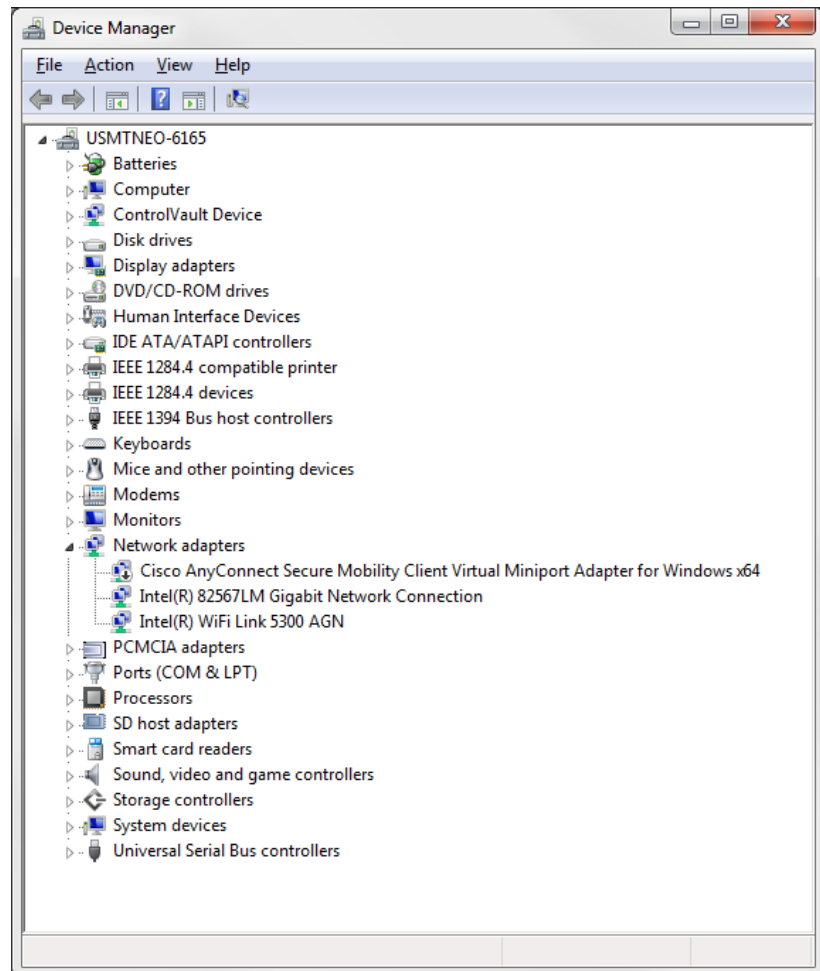 Device Manager
File Action View Help
USMTNEO-6165
Batteries
Computer
ControlVault Device
Disk drives
Display adapters
DVD/CD-ROM drives
Human Interface Devices
IDE ATA/ATAPI controllers
IEEE 1284.4 compatible printer
IEEE 1284.4 devices
IEEE 1394 Bus host controllers
Keyboards
Mice and other pointing devices
Modems
Monitors
Network adapters
Cisco AnyConnect Secure Mobility Client Virtual Miniport Adapter for Windows x64
Intel(R) 82567LM Gigabit Network Connection
Intel(R) WiFi Link 5300 AGN
PCMCIA adapters
Ports (COM & LPT)
Processors
SD host adapters
Smart card readers
Sound, video and game controllers
Storage controllers
System devices
Universal Serial Bus controllers